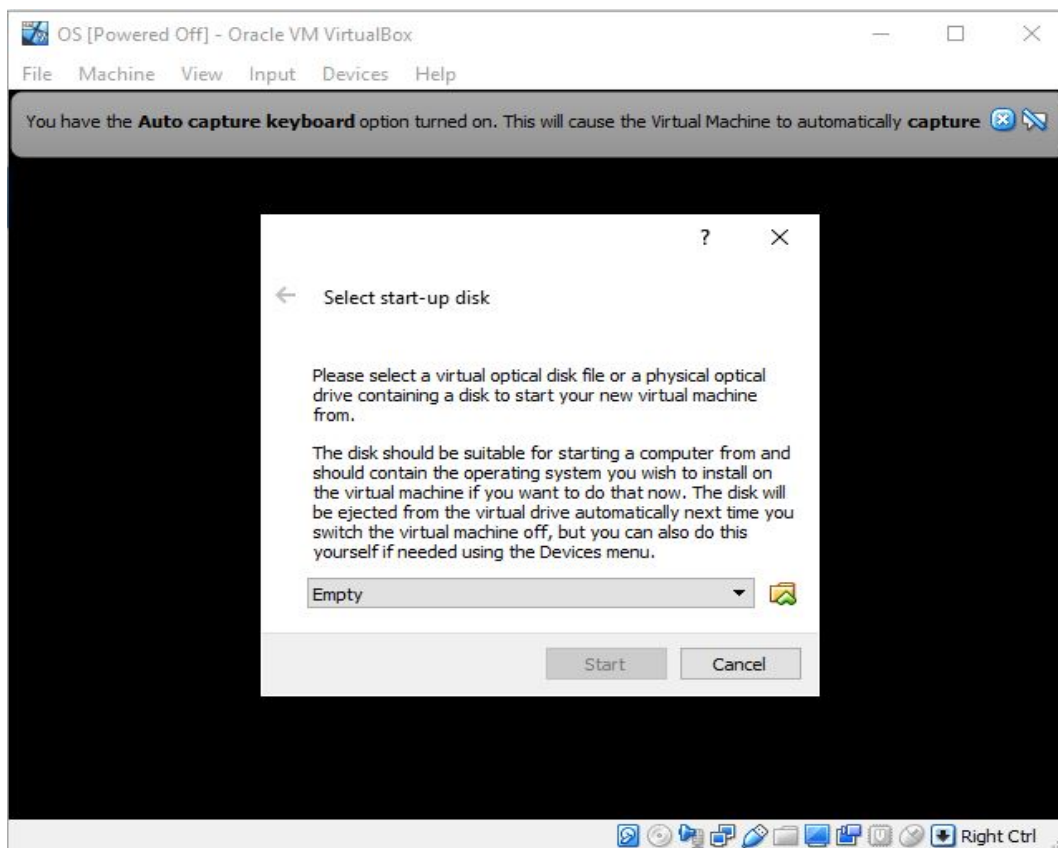 OS [Powered Off] - Oracle VM VirtualBox
File Machine View Input Devices Help
You have the Auto capture keyboard option turned on. This will cause the Virtual Machine to automatically capture
?
Select start-up disk
Please select a virtual optical disk file or a physical optical
drive containing a disk to start your new virtual machine
from.
The disk should be suitable for starting a computer from and
should contain the operating system you wish to install on
the virtual machine if you want to do that now. The disk will
be ejected from the virtual drive automatically next time you
switch the virtual machine off, but you can also do this
yourself if needed using the Devices menu.
Empty
Start Cancel
Right Ctrl